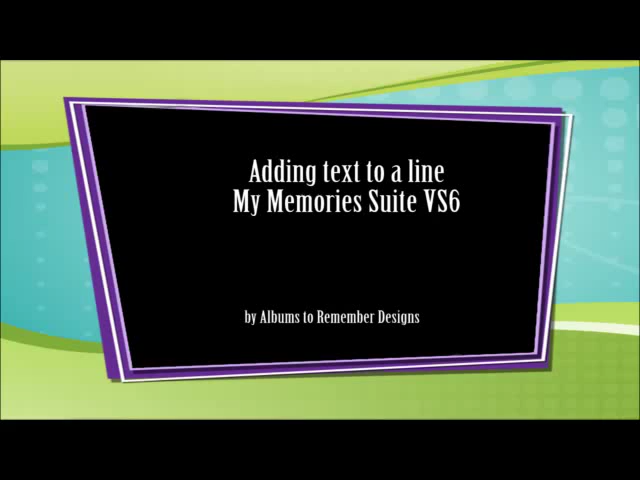 Adding text to a line
My Memories Suite VS6
by Albums to Remember Designs